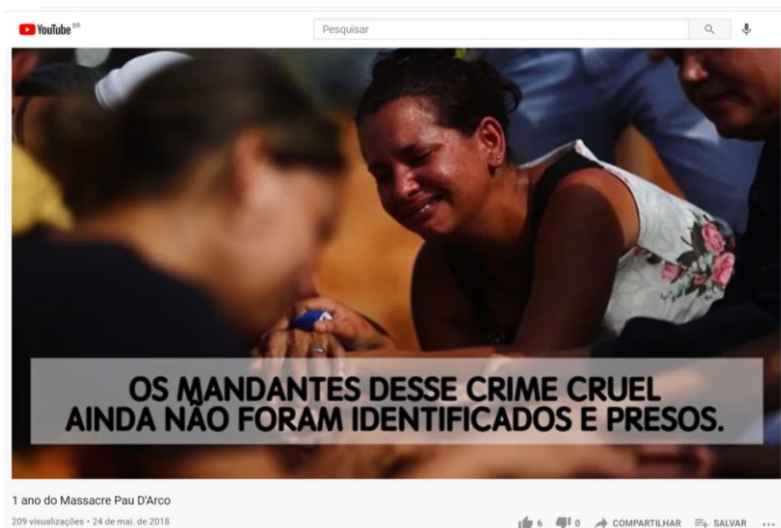 YouTube BR
Pesquisar
OS MANDANTES DESSE CRIME CRUEL
AINDA NÃO FORAM IDENTIFICADOS E PRESOS.
1 ano do Massacre Pau D'Arco
209 visualizações • 24 de mai. de 2018
6 0 COMPARTILHAR SALVAR